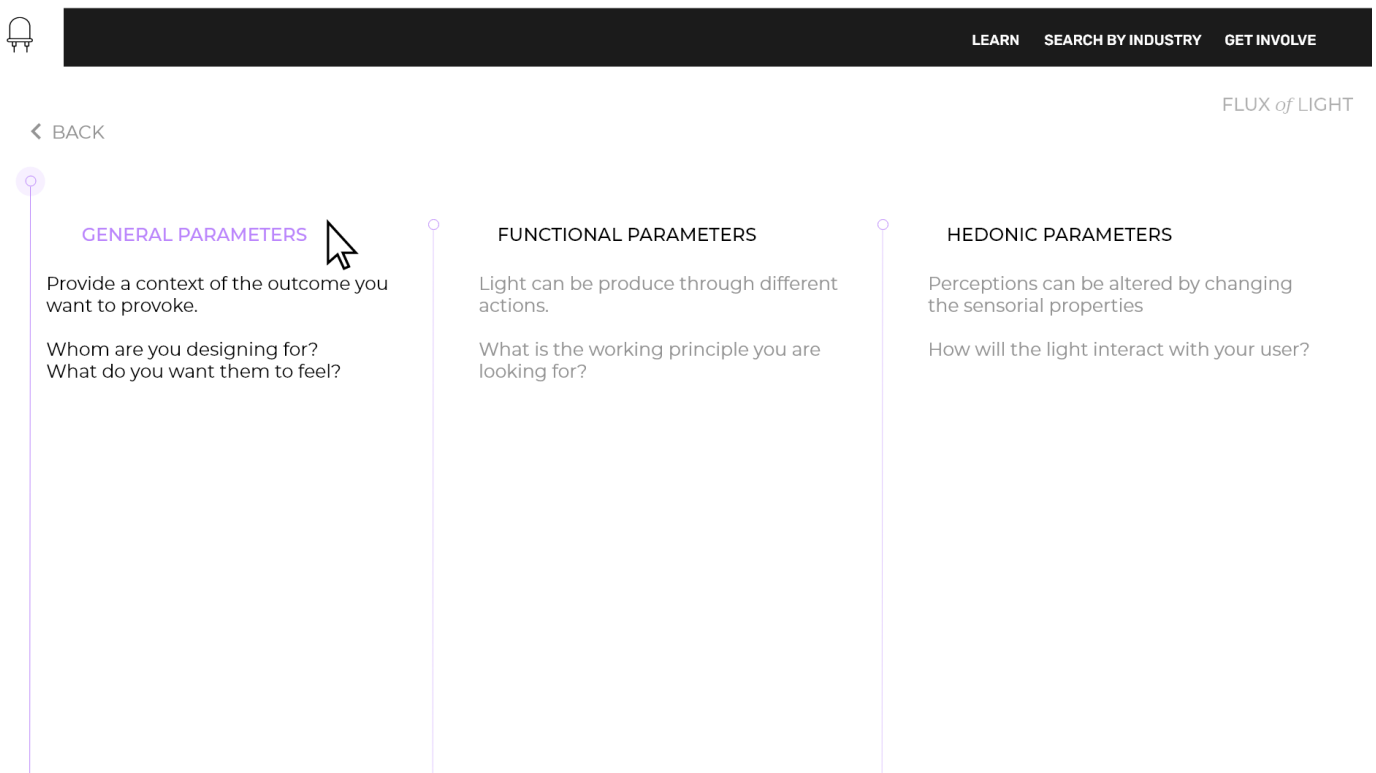 LEARN SEARCH BY INDUSTRY GET INVOLVE
FLUX of LIGHT
BACK
GENERAL PARAMETERS
Provide a context of the outcome you
want to provoke.
Whom are you designing for?
What do you want them to feel?
FUNCTIONAL PARAMETERS
Light can be produce through different
actions.
What is the working principle you are
looking for?
HEDONIC PARAMETERS
Perceptions can be altered by changing
the sensorial properties
How will the light interact with your user?